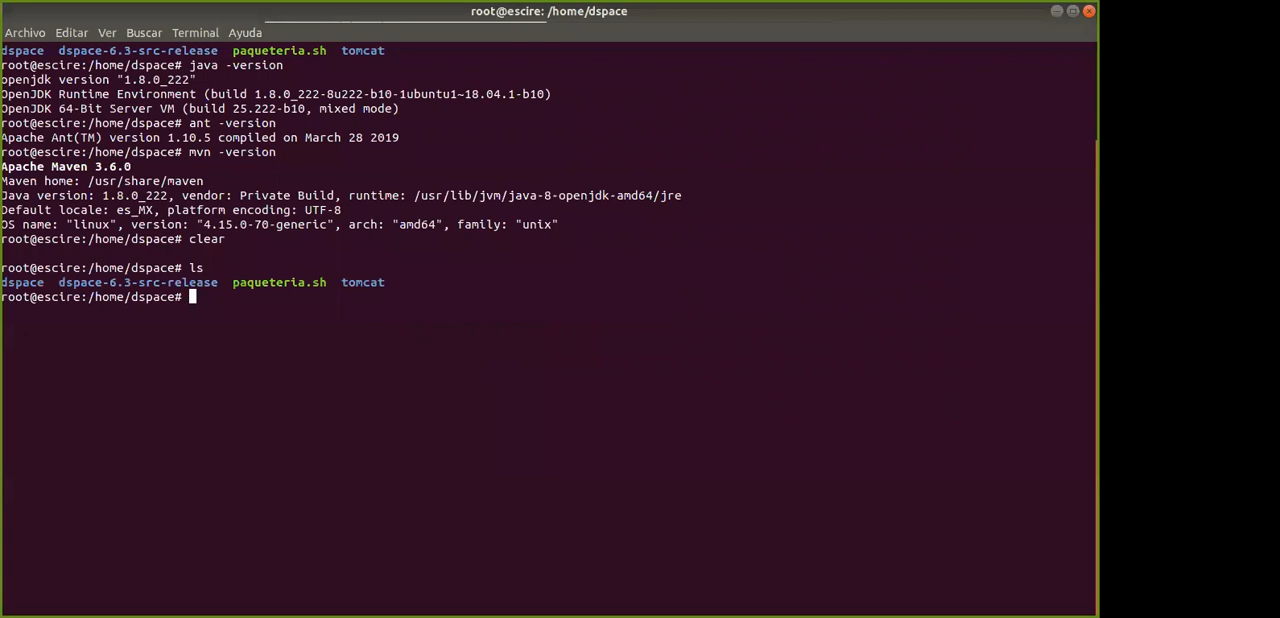 root@escire: /home/dspace
Archivo Editar Ver Buscar Terminal Ayuda
dspace dspace-6.3-src-release paqueteria.sh tomcat
root@escire:/home/dspace# java -version
openjdk version "1.8.0_222"
OpenJDK Runtime Environment (build 1.8.0_222-8u222-b10-1ubuntu1~18.04.1-b10)
OpenJDK 64-Bit Server VM (build 25.222-b10, mixed mode)
root@escire:/home/dspace# ant -version
Apache Ant(TM) version 1.10.5 compiled on March 28 2019
root@escire:/home/dspace# mvn -version
Apache Maven 3.6.0
Maven home: /usr/share/maven
Java version: 1.8.0_222, vendor: Private Build, runtime: /usr/lib/jvm/java-8-openjdk-amd64/jre
Default locale: es_MX, platform encoding: UTF-8
OS name: "linux", version: "4.15.0-70-generic", arch: "amd64", family: "unix"
root@escire:/home/dspace# clear
root@escire:/home/dspace# ls
dspace dspace-6.3-src-release paqueteria.sh tomcat
root@escire:/home/dspace#